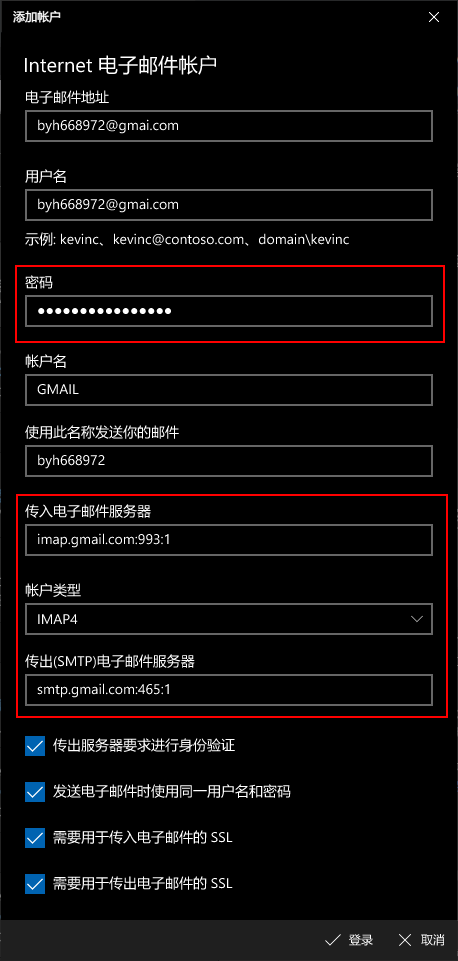 添加帐户
Internet 电子邮件帐户
电子邮件地址
byh668972@gmai.com
用户名
byh668972@gmai.com
示例: kevinc、kevinc@contoso.com、domain\kevinc
密码
●●●●●●●●●●●●●●●●
帐户名
GMAIL
使用此名称发送你的邮件
byh668972
传入电子邮件服务器
imap.gmail.com:993:1
帐户类型
IMAP4
传出(SMTP)电子邮件服务器
smtp.gmail.com:465:1
传出服务器要求进行身份验证
发送电子邮件时使用同一用户名和密码
需要用于传入电子邮件的 SSL
需要用于传出电子邮件的 SSL
登录 取消